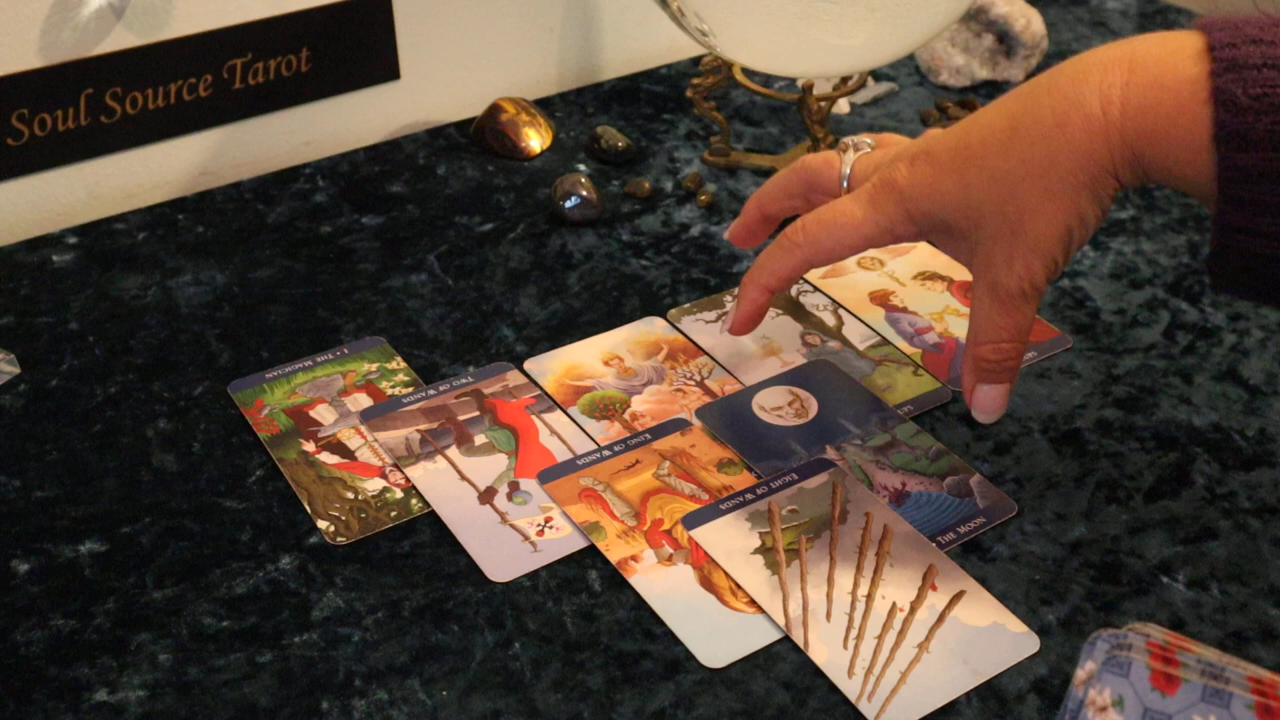 Soul Source Tarot
I • THE MAGICIAN
TWO OF WANDS
KING OF WANDS
EIGHT OF WANDS
THE MOON